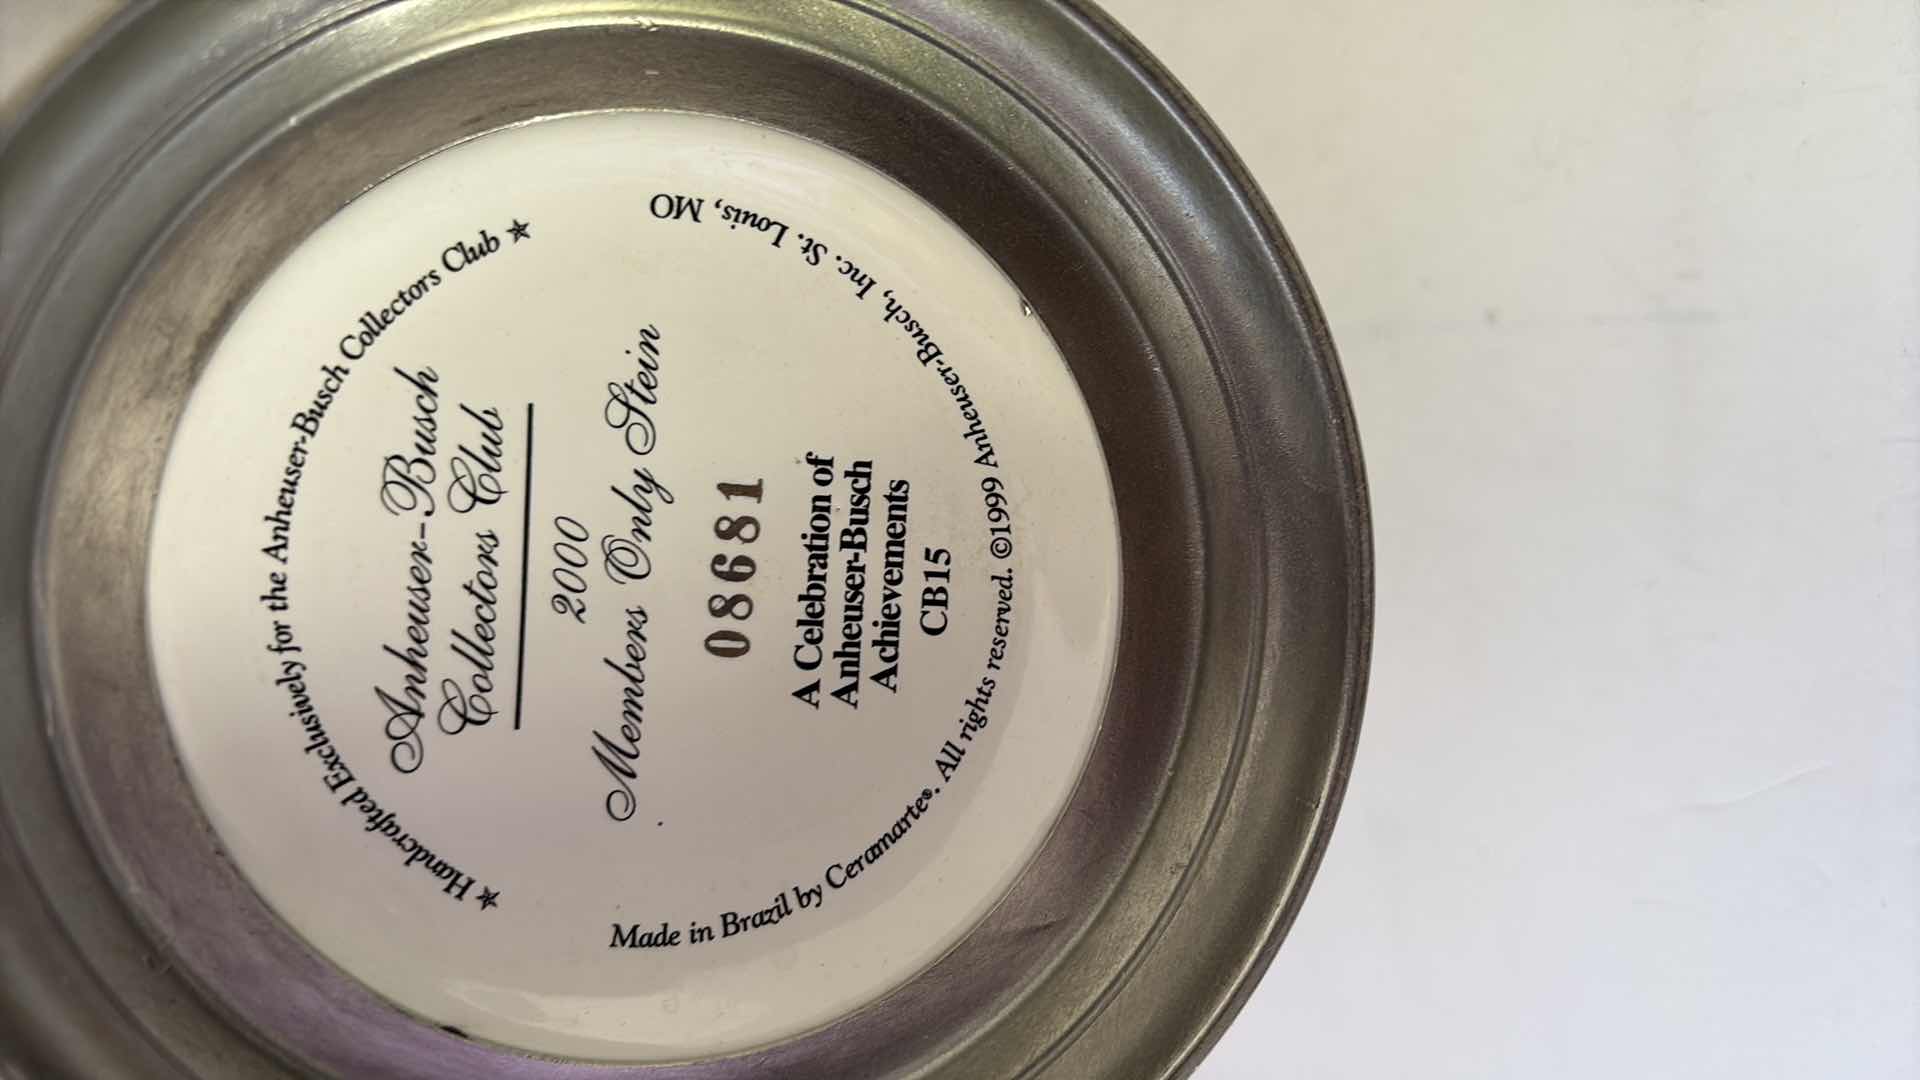 ★ Handcrafted Exclusively for the Anheuser-Busch Collectors Club ★
Anheuser-Busch
Collectors Club
2000
Members Only Stein
08681
A Celebration of
Anheuser-Busch
Achievements
CB15
Made in Brazil by Ceramarte®. All rights reserved. ©1999 Anheuser-Busch, Inc. St. Louis, MO